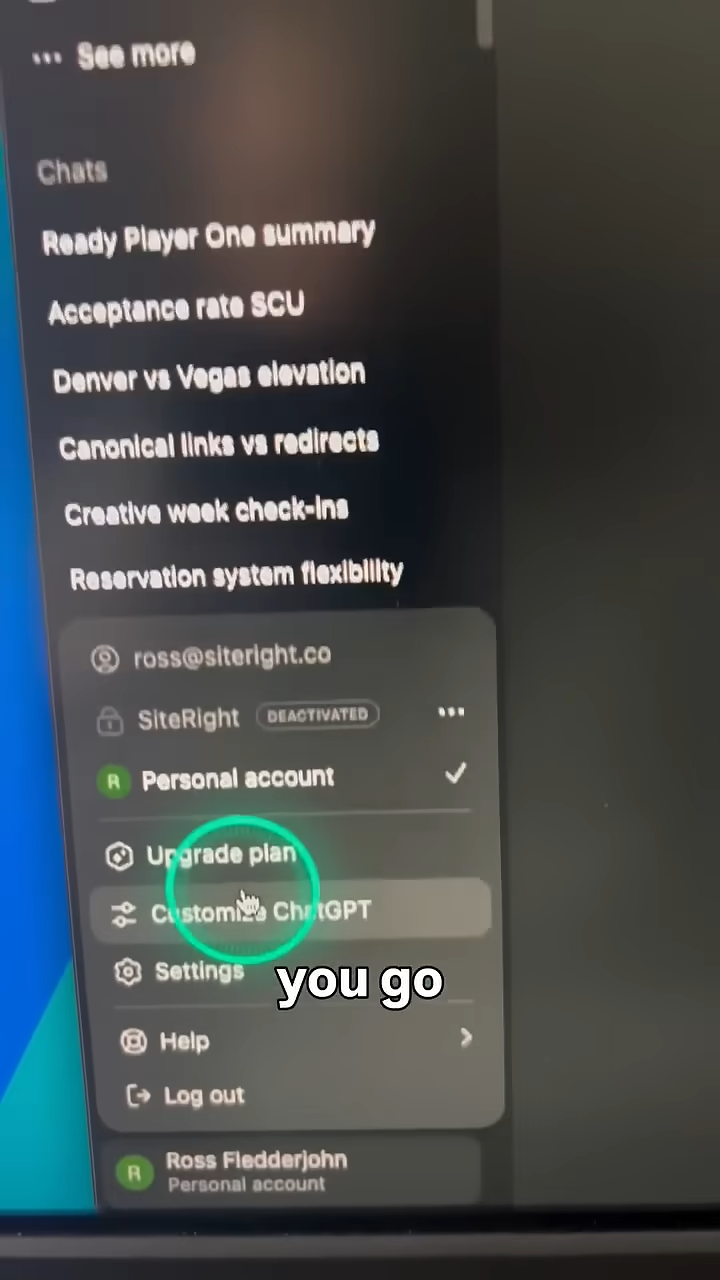 ••• See more
Chats
Ready Player One summary
Acceptance rate SCU
Denver vs Vegas elevation
Canonical links vs redirects
Creative week check-ins
Reservation system flexibility
ross@siteright.co
SiteRight DEACTIVATED •••
R Personal account
Upgrade plan
Customize ChatGPT
Settings
you go
Help
Log out
R Ross Fledderjohn
Personal account